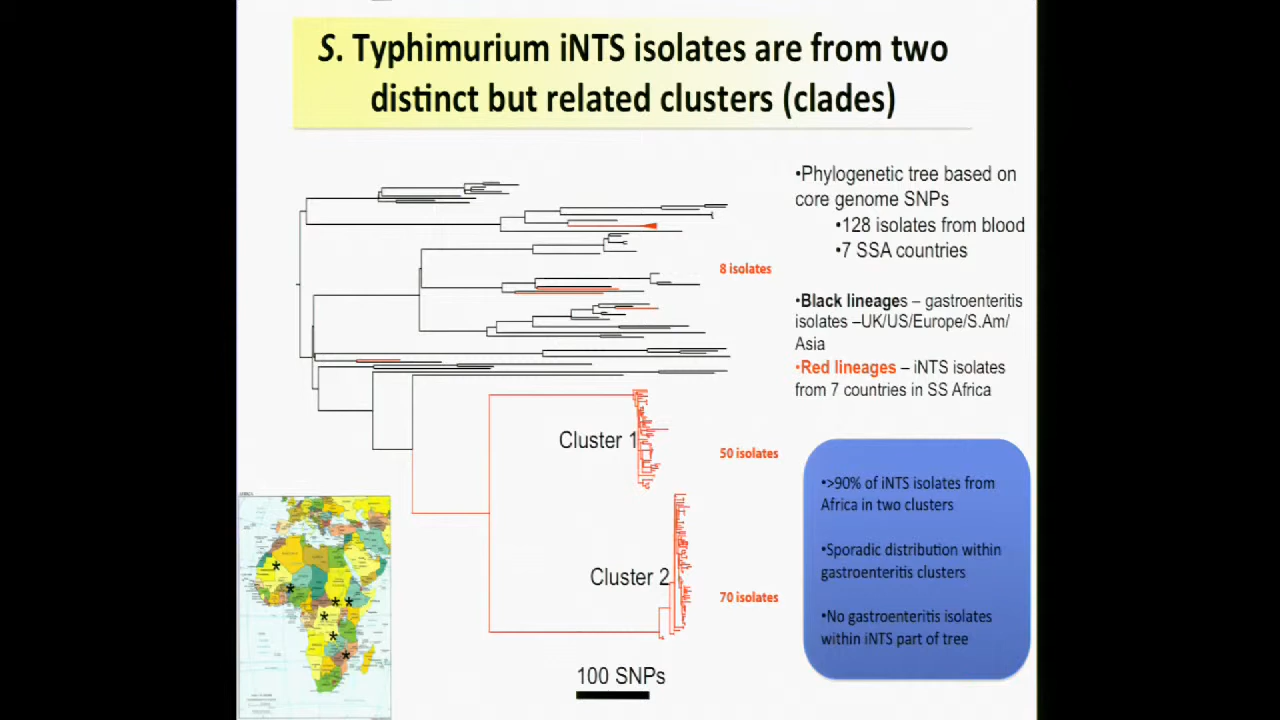 S. Typhimurium iNTS isolates are from two
distinct but related clusters (clades)
•Phylogenetic tree based on
core genome SNPs
•128 isolates from blood
•7 SSA countries
8 isolates
•Black lineages – gastroenteritis
isolates –UK/US/Europe/S.Am/
Asia
•Red lineages – iNTS isolates
from 7 countries in SS Africa
Cluster 1
50 isolates
•>90% of iNTS isolates from
Africa in two clusters
•Sporadic distribution within
gastroenteritis clusters
•No gastroenteritis isolates
within iNTS part of tree
Cluster 2
70 isolates
100 SNPs